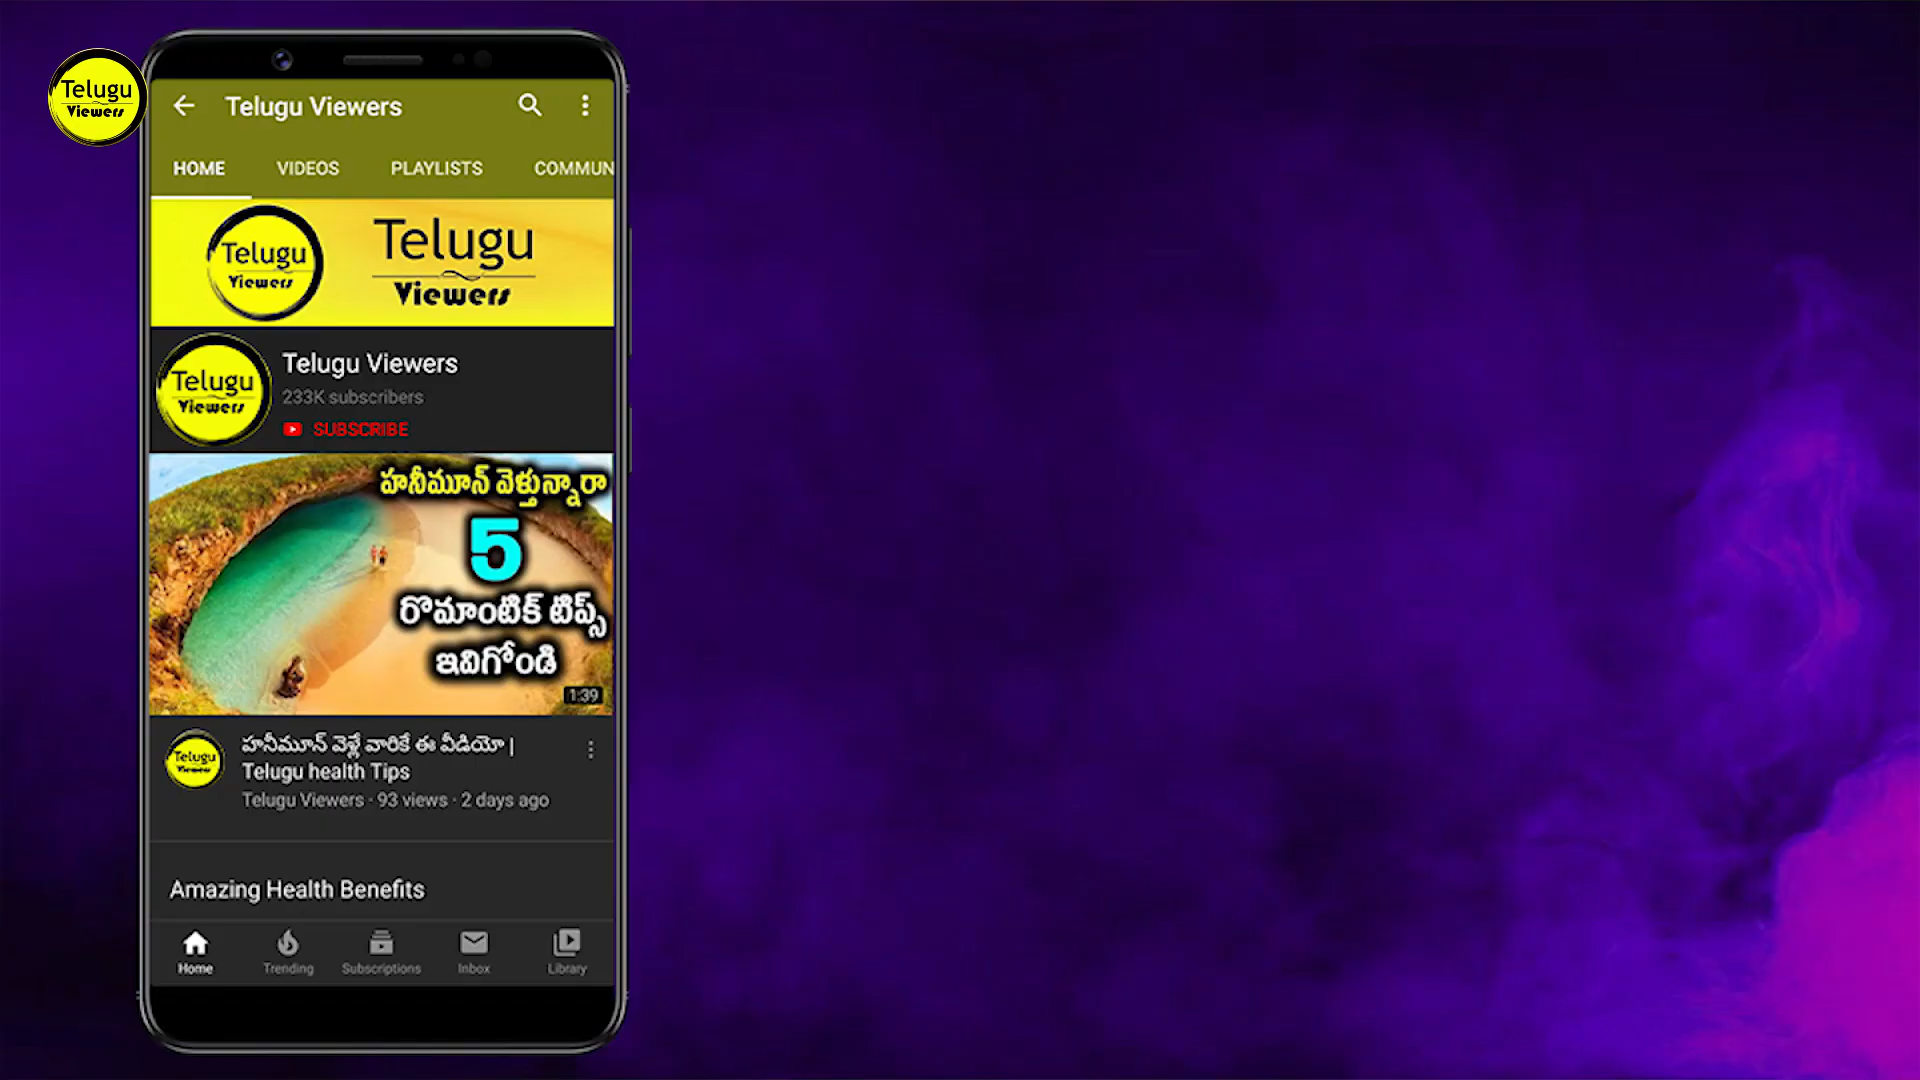 Telugu
Viewers
Telugu Viewers
HOME VIDEOS PLAYLISTS COMMUN
Telugu
Viewers
Telugu
Viewers
Telugu
Viewers
Telugu Viewers
233K subscribers
SUBSCRIBE
హనీమూన్ వెళ్తున్నారా
5
రొమాంటిక్ టిప్స్
ఇవిగోండి
1:39
Telugu
Viewers
హనీమూన్ వెళ్లే వారికే ఈ వీడియో |
Telugu health Tips
Telugu Viewers · 93 views · 2 days ago
Amazing Health Benefits
Home Trending Subscriptions Inbox Library